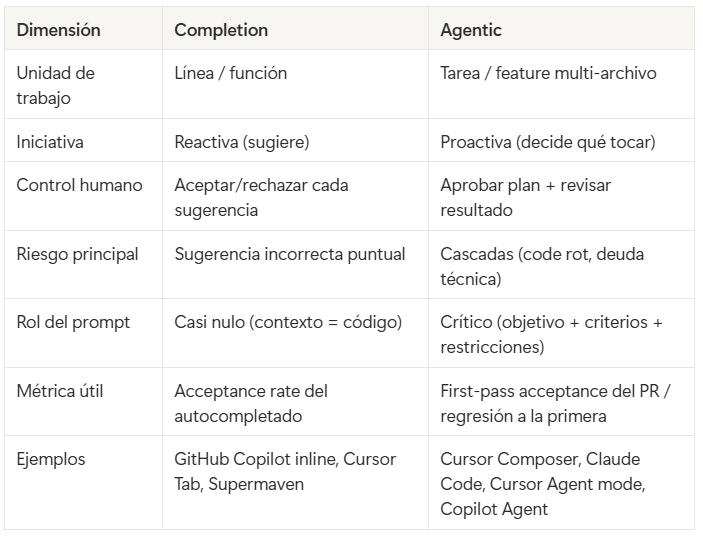 Dimensión Completion Agentic
Unidad de trabajo Línea / función Tarea / feature multi-archivo
Iniciativa Reactiva (sugiere) Proactiva (decide qué tocar)
Control humano Aceptar/rechazar cada sugerencia Aprobar plan + revisar resultado
Riesgo principal Sugerencia incorrecta puntual Cascadas (code rot, deuda técnica)
Rol del prompt Casi nulo (contexto = código) Crítico (objetivo + criterios + restricciones)
Métrica útil Acceptance rate del autocompletado First-pass acceptance del PR / regresión a la primera
Ejemplos GitHub Copilot inline, Cursor Tab, Supermaven Cursor Composer, Claude Code, Cursor Agent mode, Copilot Agent